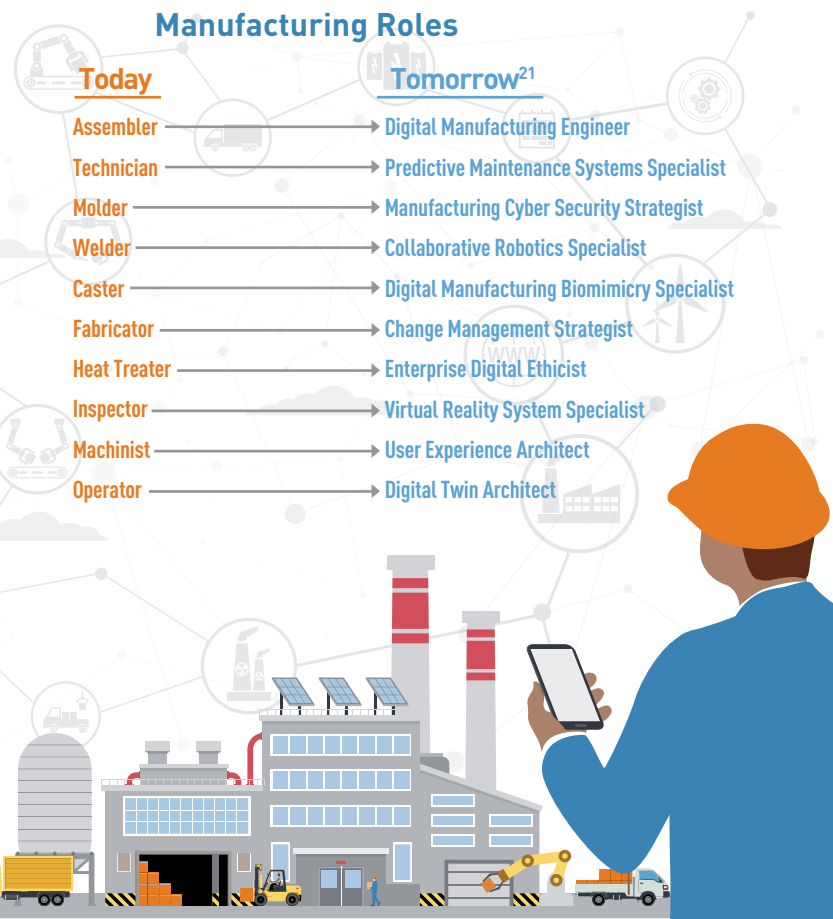 Manufacturing Roles
Today Tomorrow21
Assembler Digital Manufacturing Engineer
Technician Predictive Maintenance Systems Specialist
Molder Manufacturing Cyber Security Strategist
Welder Collaborative Robotics Specialist
Caster Digital Manufacturing Biomimicry Specialist
Fabricator Change Management Strategist
WWW
Heat Treater Enterprise Digital Ethicist
Inspector Virtual Reality System Specialist
Machinist User Experience Architect
Operator Digital Twin Architect